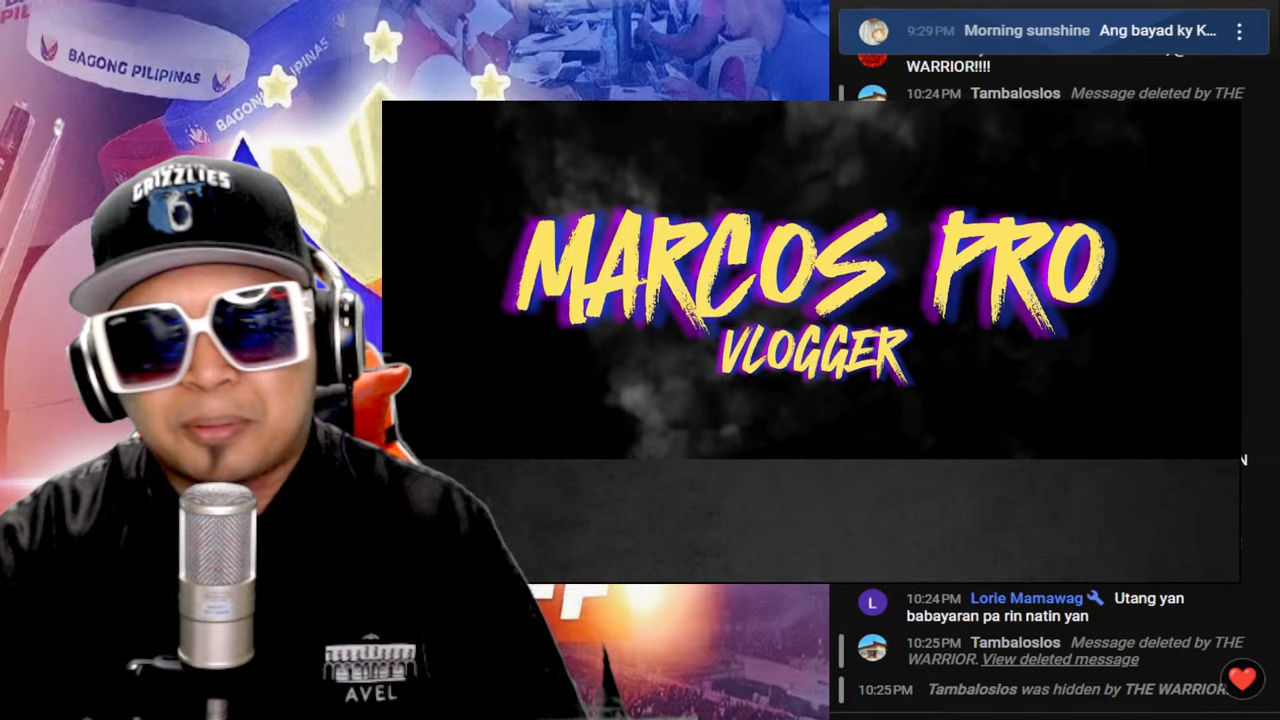 BAGONG PILIPINAS
BAGONG
PILIPINAS
GRIZZLIES
MARCOS PRO
VLOGGER
AVEL
9:29 PM Morning sunshine Ang bayad ky K...
WARRIOR!!!!
10:24 PM Tambaloslos Message deleted by THE
N
L
10:24 PM Lorie Mamawag Utang yan
babayaran pa rin natin yan
10:25 PM Tambaloslos Message deleted by THE
WARRIOR. View deleted message
10:25 PM Tambaloslos was hidden by THE WARRIOR.